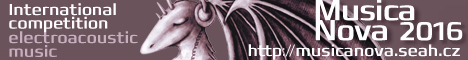 International
competition
electroacoustic
music
Musica
Nova 2016
http://musicanova.seah.cz